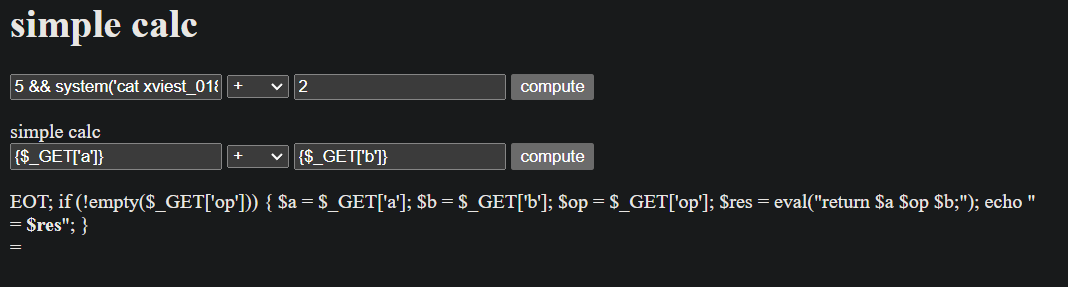 simple calc
5 && system('cat xviest_018 + 2 compute
simple calc
{$_GET['a']} + {$_GET['b']} compute
EOT; if (!empty($_GET['op'])) { $a = $_GET['a']; $b = $_GET['b']; $op = $_GET['op']; $res = eval("return $a $op $b;"); echo "
= $res"; }
=